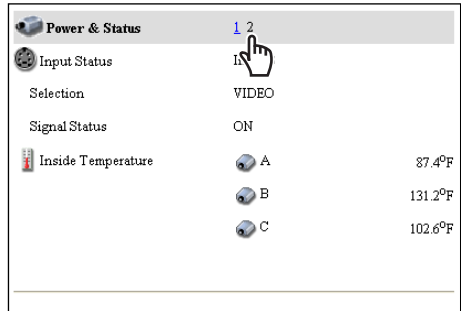 Power & Status 1 2
Input Status
Selection VIDEO
Signal Status ON
Inside Temperature A 87.4°F
B 131.2°F
C 102.6°F